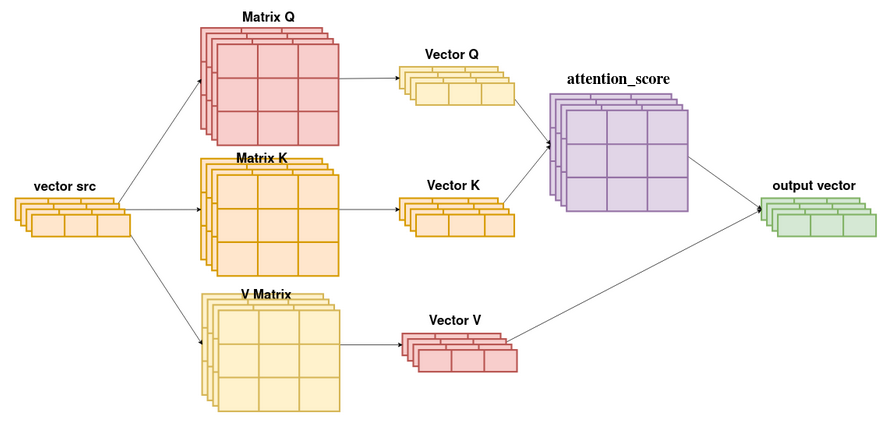 Matrix Q
Vector Q
attention_score
Matrix K
vector src
Vector K
output vector
V Matrix
Vector V